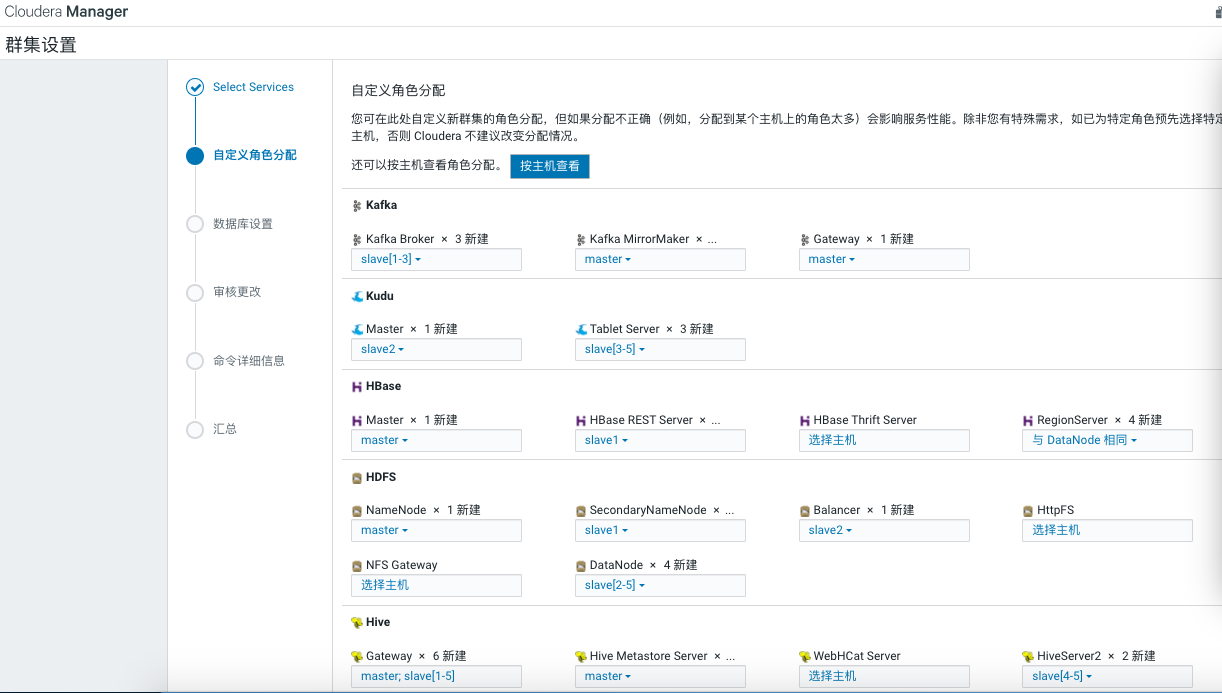 Cloudera Manager
群集设置
Select Services
自定义角色分配
数据库设置
审核更改
命令详细信息
汇总
自定义角色分配
您可在此处自定义新群集的角色分配，但如果分配不正确（例如，分配到某个主机上的角色太多）会影响服务性能。除非您有特殊需求，如已为特定角色预先选择特定
主机，否则 Cloudera 不建议改变分配情况。
还可以按主机查看角色分配。 按主机查看
Kafka
Kafka Broker × 3 新建 Kafka MirrorMaker × ... Gateway × 1 新建
slave[1-3] master master
Kudu
Master × 1 新建 Tablet Server × 3 新建
slave2 slave[3-5]
HBase
Master × 1 新建 HBase REST Server × ... HBase Thrift Server RegionServer × 4 新建
master slave1 选择主机 与 DataNode 相同
HDFS
NameNode × 1 新建 SecondaryNameNode × ... Balancer × 1 新建 HttpFS
master slave1 slave2 选择主机
NFS Gateway DataNode × 4 新建
选择主机 slave[2-5]
Hive
Gateway × 6 新建 Hive Metastore Server × ... WebHCat Server HiveServer2 × 2 新建
master; slave[1-5] master 选择主机 slave[4-5]